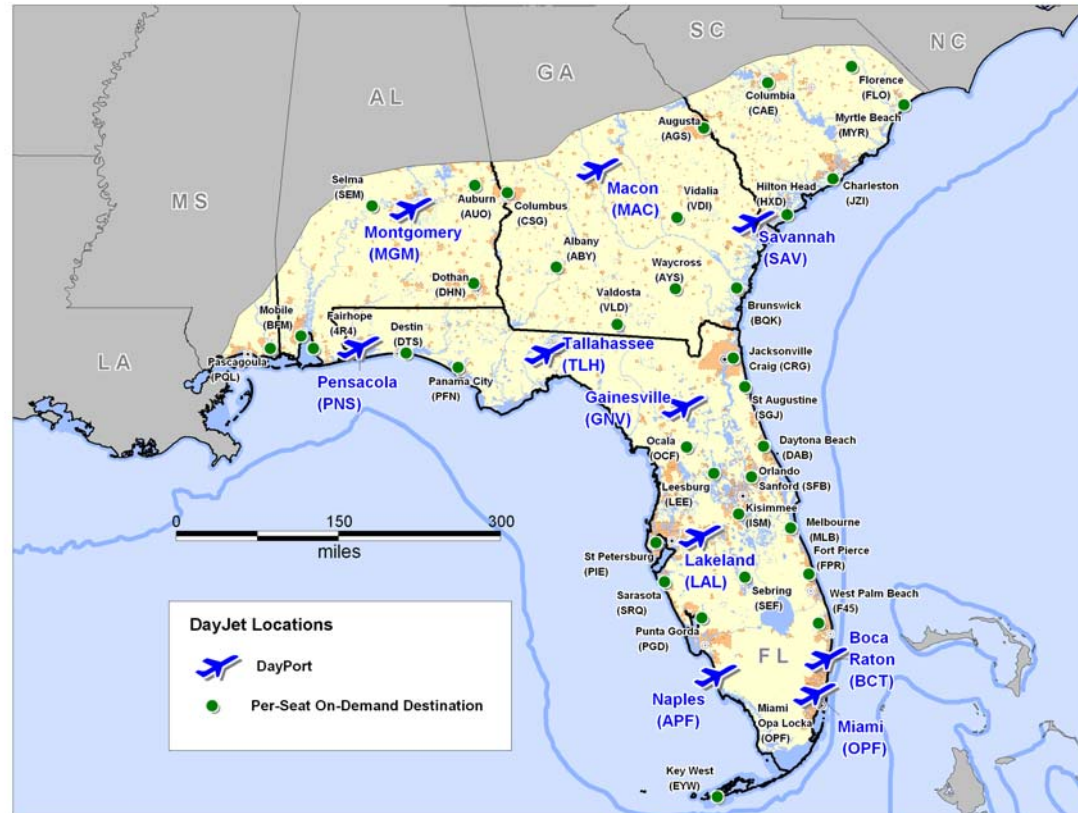 SC
NC
GA
AL
MS
LA
FL
Florence
(FLO)
Columbia
(CAE)
Myrtle Beach
(MYR)
Augusta
(AGS)
Charleston
(JZI)
Hilton Head
(HXD)
Savannah
(SAV)
Macon
(MAC)
Vidalia
(VDI)
Selma
(SEM)
Auburn
(AUO)
Columbus
(CSG)
Montgomery
(MGM)
Albany
(ABY)
Waycross
(AYS)
Dothan
(DHN)
Valdosta
(VLD)
Brunswick
(BQK)
Mobile
(BFM)
Fairhope
(4R4)
Destin
(DTS)
Pascagoula
(PQL)
Pensacola
(PNS)
Panama City
(PFN)
Tallahassee
(TLH)
Jacksonville
Craig (CRG)
Gainesville
(GNV)
St Augustine
(SGJ)
Ocala
(OCF)
Daytona Beach
(DAB)
Leesburg
(LEE)
Orlando
Sanford (SFB)
Kisimmee
(ISM)
Melbourne
(MLB)
St Petersburg
(PIE)
Lakeland
(LAL)
Fort Pierce
(FPR)
Sarasota
(SRQ)
Sebring
(SEF)
West Palm Beach
(F45)
Punta Gorda
(PGD)
Boca
Raton
(BCT)
Naples
(APF)
Miami
Opa Locka
(OPF)
Miami
(OPF)
Key West
(EYW)
0 150 300
miles
DayJet Locations
DayPort
Per-Seat On-Demand Destination